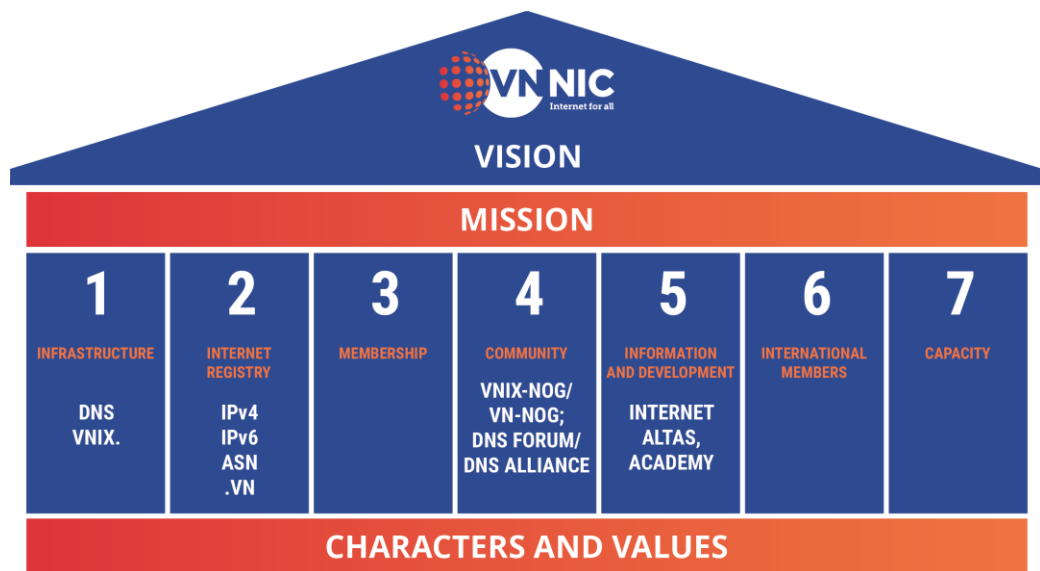 VN NIC
Internet for all
VISION
MISSION
1
INFRASTRUCTURE
DNS
VNIX.
2
INTERNET
REGISTRY
IPv4
IPv6
ASN
.VN
3
MEMBERSHIP
4
COMMUNITY
VNIX-NOG/
VN-NOG;
DNS FORUM/
DNS ALLIANCE
5
INFORMATION
AND DEVELOPMENT
INTERNET
ALTAS,
ACADEMY
6
INTERNATIONAL
MEMBERS
7
CAPACITY
CHARACTERS AND VALUES